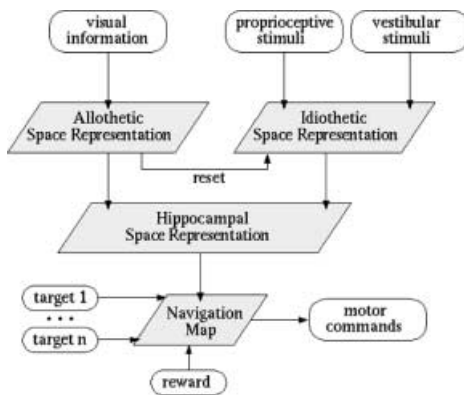 visual
information
proprioceptive
stimuli
vestibular
stimuli
Allothetic
Space Representation
Idiothetic
Space Representation
reset
Hippocampal
Space Representation
target 1
• • •
target n
Navigation
Map
motor
commands
reward